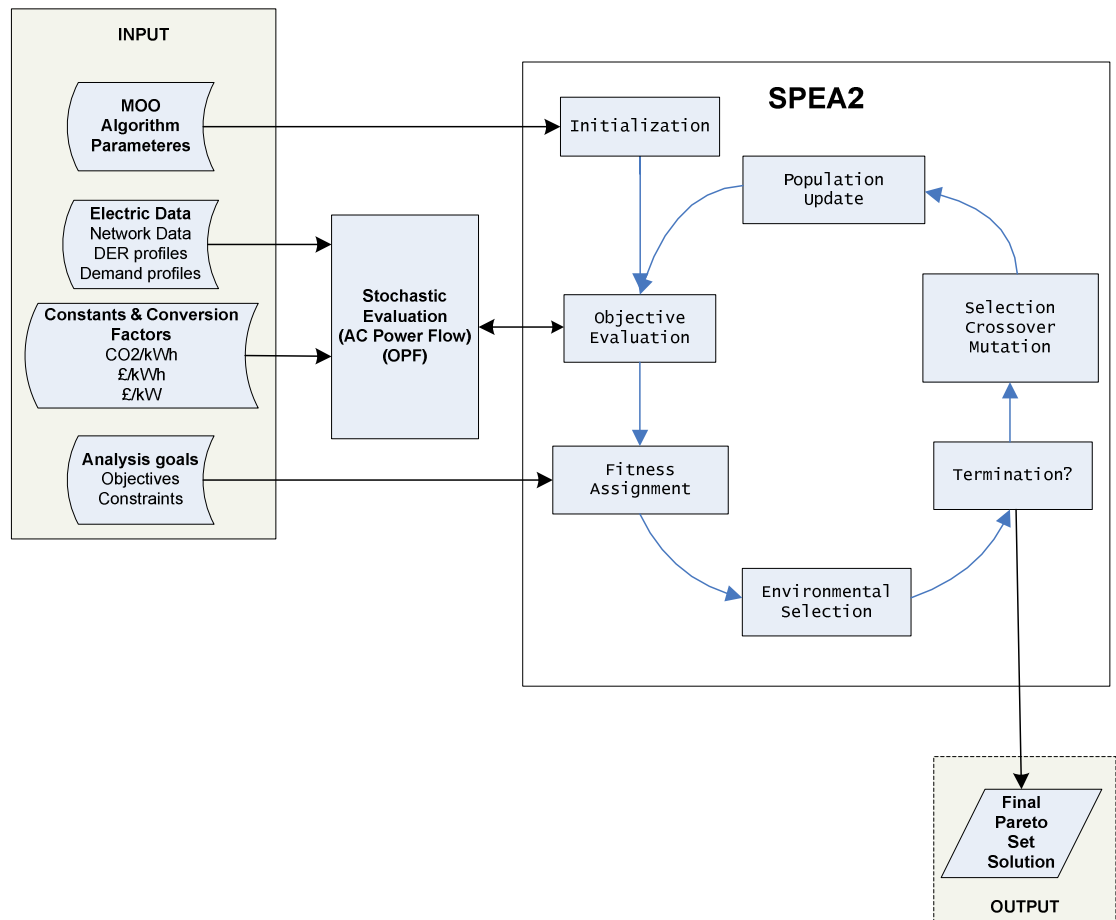 INPUT
MOO
Algorithm
Parameteres
Electric Data
Network Data
DER profiles
Demand profiles
Constants & Conversion
Factors
CO2/kWh
£/kWh
£/kW
Analysis goals
Objectives
Constraints
Stochastic
Evaluation
(AC Power Flow)
(OPF)
SPEA2
Initialization
Population
Update
Objective
Evaluation
Selection
Crossover
Mutation
Fitness
Assignment
Termination?
Environmental
Selection
Final
Pareto
Set
Solution
OUTPUT